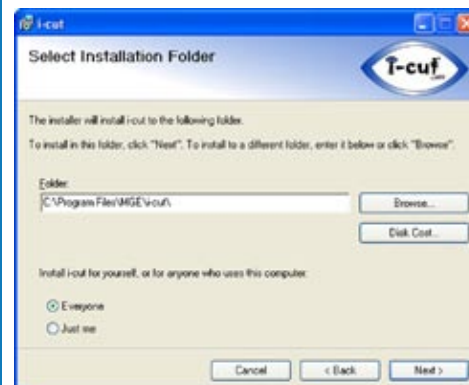 i-cut
Select Installation Folder
i-cut
The installer will install i-cut to the following folder.
To install in this folder, click "Next". To install to a different folder, enter it below or click "Browse".
Folder:
C:\Program Files\MGE\i-cut\
Browse...
Disk Cost...
Install i-cut for yourself, or for anyone who uses this computer:
Everyone
Just me
Cancel
< Back
Next >